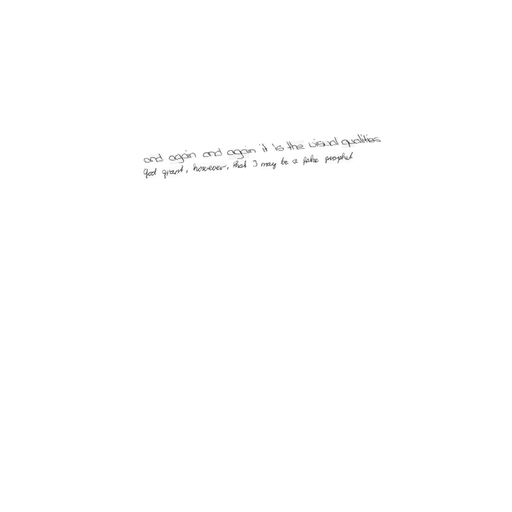 and again and again it is the visual qualities
God grant, however, that I may be a false prophet